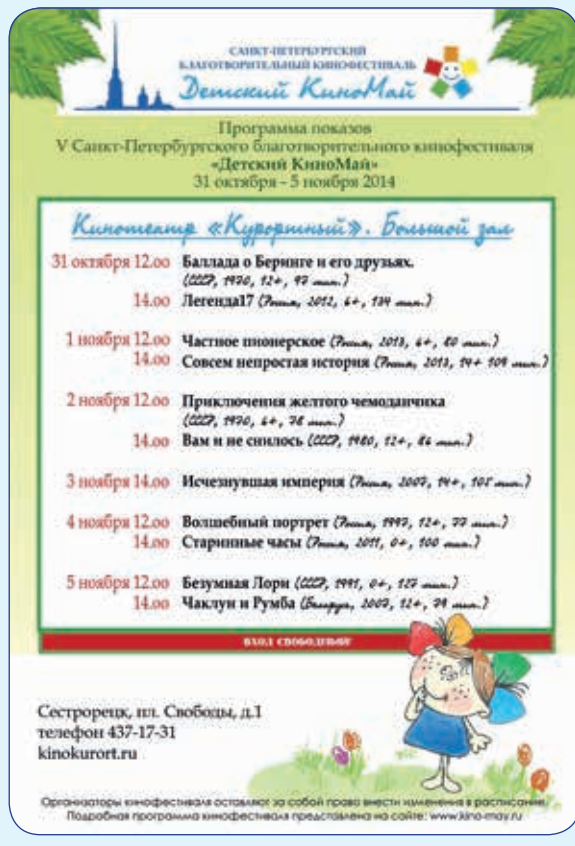 САНКТ-ПЕТЕРБУРГСКИЙ
БЛАГОТВОРИТЕЛЬНЫЙ КИНОФЕСТИВАЛЬ
Детский КиноМай
Программа показов
V Санкт-Петербургского благотворительного кинофестиваля
«Детский КиноМай»
31 октября - 5 ноября 2014
Кинотеатр «Курортный». Большой зал
31 октября 12.00 Баллада о Беринге и его друзьях.
(СССР, 1970, 12+, 97 мин.)
14.00 Легенда17 (Россия, 2012, 6+, 134 мин.)
1 ноября 12.00 Частное пионерское (Россия, 2013, 6+, 80 мин.)
14.00 Совсем непростая история (Россия, 2013, 14+ 109 мин.)
2 ноября 12.00 Приключения желтого чемоданчика
(СССР, 1970, 6+, 78 мин.)
14.00 Вам и не снилось (СССР, 1980, 12+, 86 мин.)
3 ноября 14.00 Исчезнувшая империя (Россия, 2007, 14+, 105 мин.)
4 ноября 12.00 Волшебный портрет (Россия, 1997, 12+, 77 мин.)
14.00 Старинные часы (Россия, 2011, 0+, 100 мин.)
5 ноября 12.00 Безумная Лори (СССР, 1991, 0+, 127 мин.)
14.00 Чаклун и Румба (Беларусь, 2007, 12+, 79 мин.)
ВХОД СВОБОДНЫЙ
Сестрорецк, пл. Свободы, д.1
телефон 437-17-31
kinokurort.ru
Организаторы кинофестиваля оставляют за собой право внести изменения в расписание.
Подробная программа кинофестиваля представлена на сайте: www.kino-may.ru